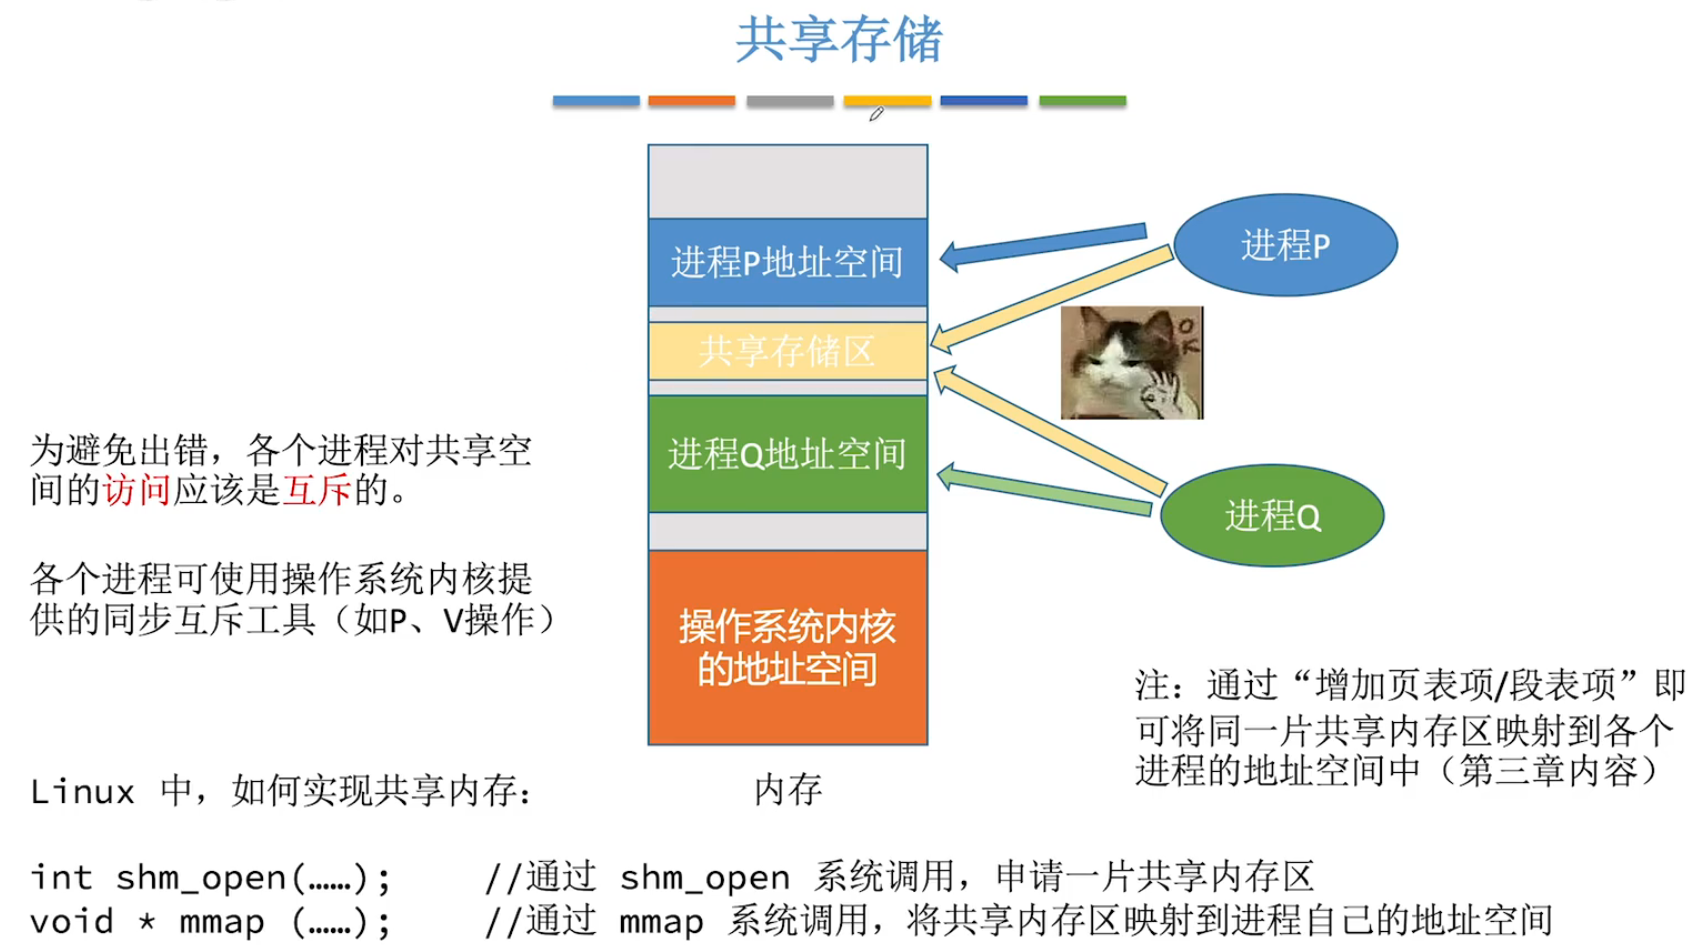 共享存储
进程P地址空间
共享存储区
进程Q地址空间
操作系统内核
的地址空间
内存
进程P
OK
进程Q
为避免出错，各个进程对共享空
间的访问应该是互斥的。
各个进程可使用操作系统内核提
供的同步互斥工具（如P、V操作）
注：通过“增加页表项/段表项”即
可将同一片共享内存区映射到各个
进程的地址空间中（第三章内容）
Linux 中，如何实现共享内存：
int shm_open(……); //通过 shm_open 系统调用，申请一片共享内存区
void * mmap (……); //通过 mmap 系统调用，将共享内存区映射到进程自己的地址空间